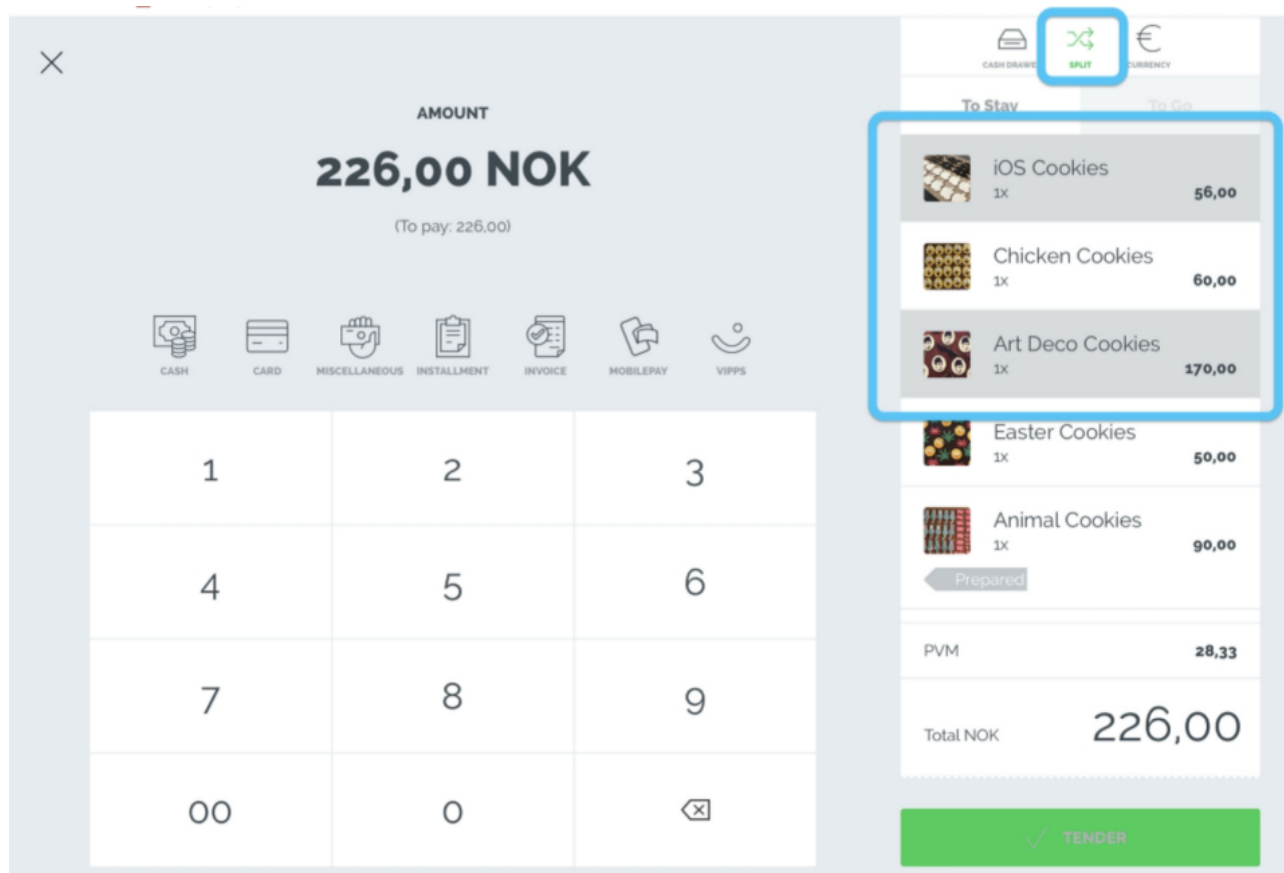 AMOUNT
226,00 NOK
(To pay: 226,00)
CASH
CARD
MISCELLANEOUS
INSTALLMENT
INVOICE
MOBILEPAY
VIPPS
1
2
3
4
5
6
7
8
9
00
0
CASH DRAWE
SPLIT
CURRENCY
To Stay
To Go
iOS Cookies
1x
56,00
Chicken Cookies
1x
60,00
Art Deco Cookies
1x
170,00
Easter Cookies
1x
50,00
Animal Cookies
1x
90,00
Prepared
PVM
28,33
Total NOK
226,00
TENDER